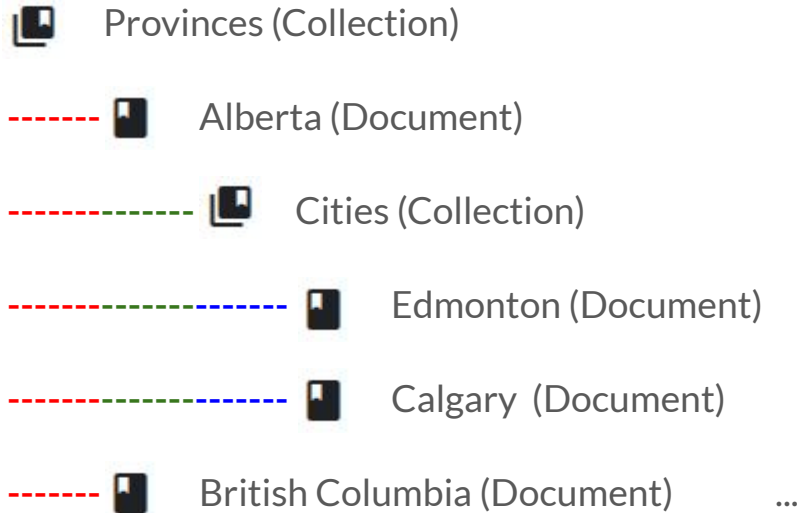 Provinces (Collection)
Alberta (Document)
Cities (Collection)
Edmonton (Document)
Calgary (Document)
British Columbia (Document) ...